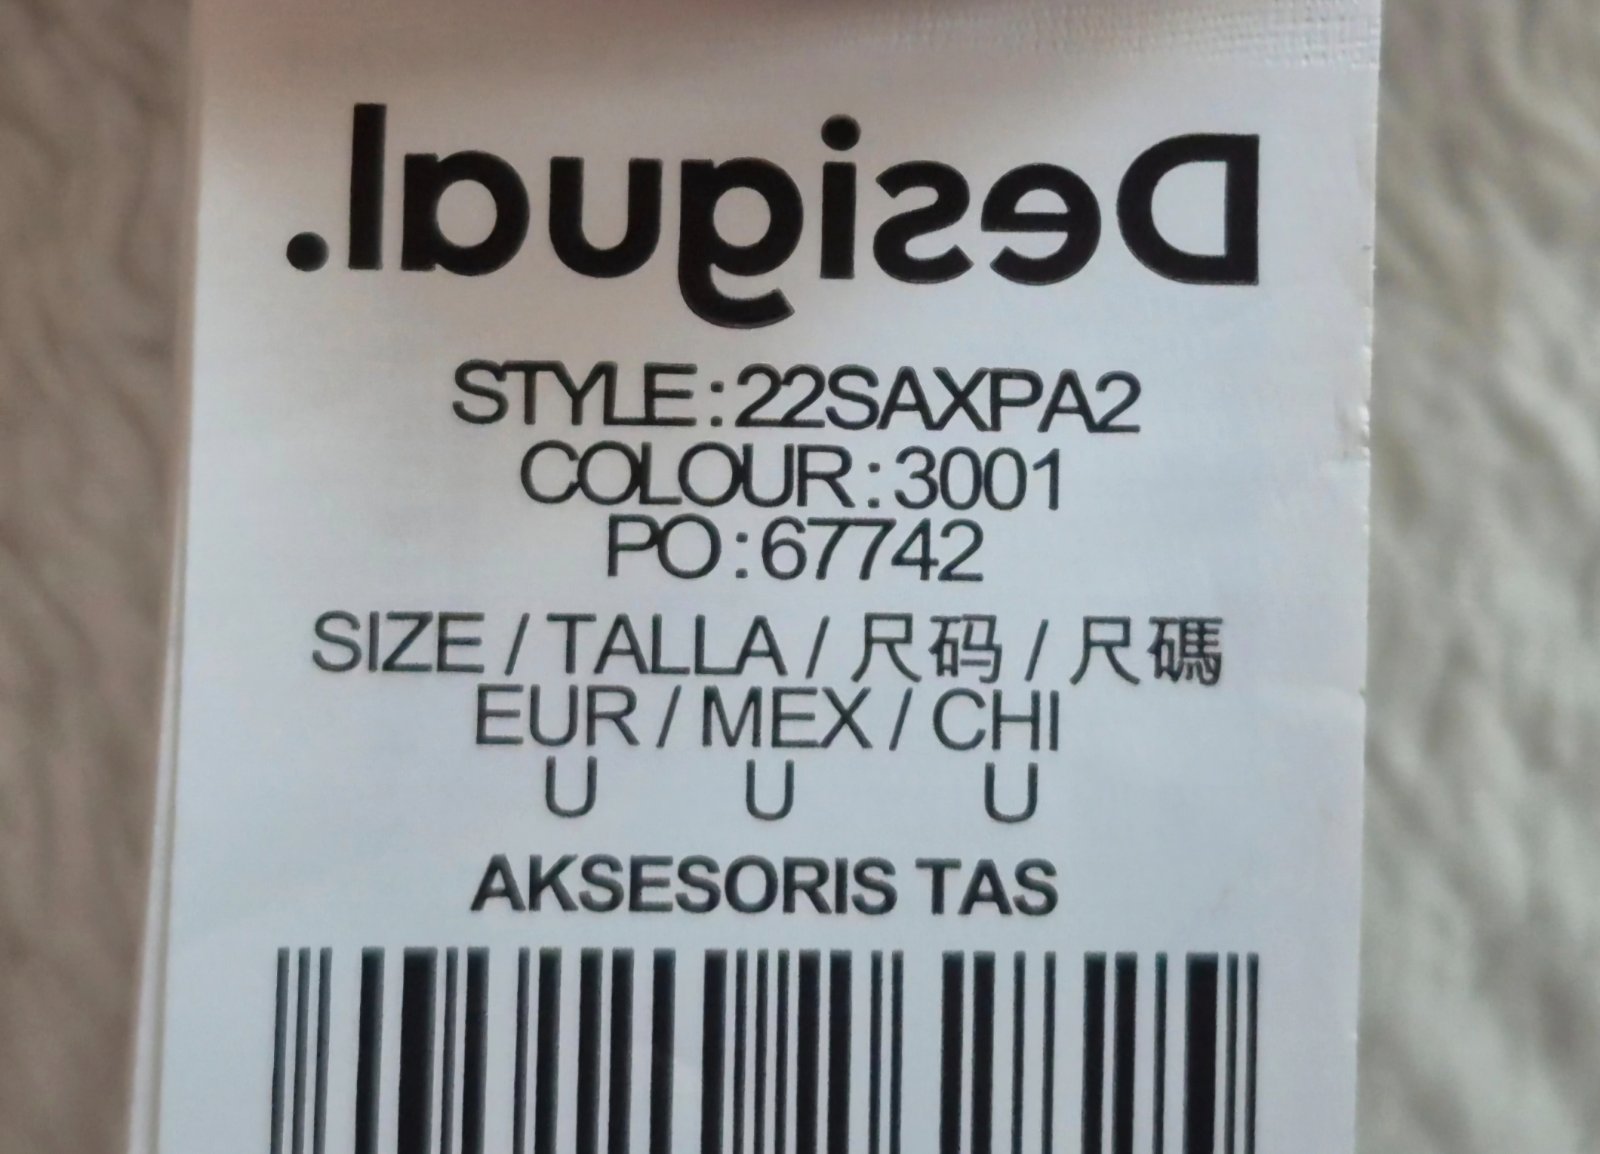 Desigual.
STYLE:22SAXPA2
COLOUR:3001
PO:67742
SIZE / TALLA / 尺码 / 尺碼
EUR / MEX / CHI
U U U
AKSESORIS TAS